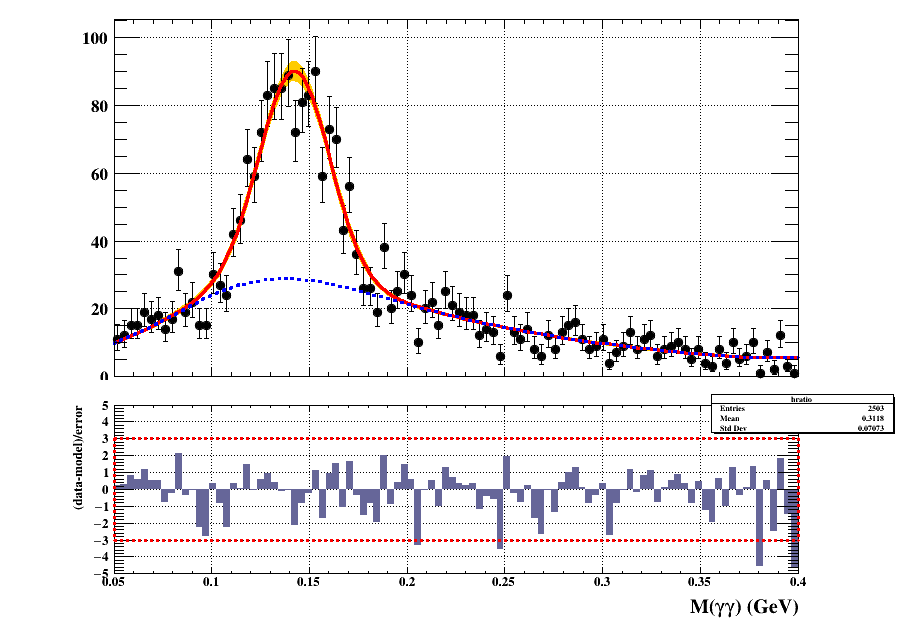 100
80
60
40
20
0
hratio
Entries 2503
Mean 0.3118
Std Dev 0.07073
(data-model)/error
5
4
3
2
1
0
−1
−2
−3
−4
−5
0.05 0.1 0.15 0.2 0.25 0.3 0.35 0.4
M(γγ) (GeV)